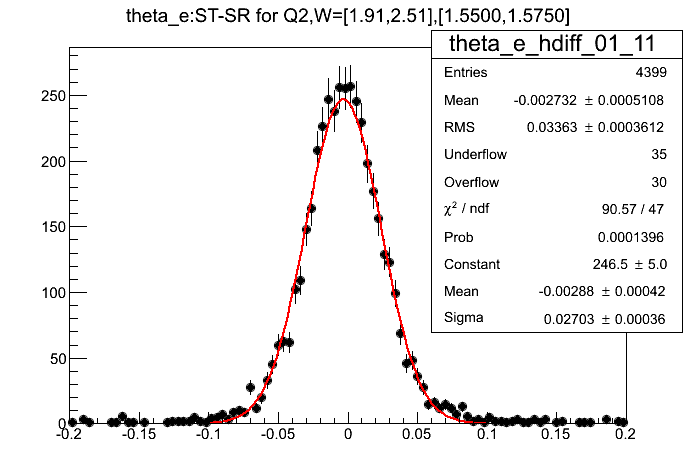 theta_e:ST-SR for Q2,W=[1.91,2.51],[1.5500,1.5750]
theta_e_hdiff_01_11
Entries 4399
Mean -0.002732 ± 0.0005108
RMS 0.03363 ± 0.0003612
Underflow 35
Overflow 30
χ² / ndf 90.57 / 47
Prob 0.0001396
Constant 246.5 ± 5.0
Mean -0.00288 ± 0.00042
Sigma 0.02703 ± 0.00036
250
200
150
100
50
0
-0.2 -0.15 -0.1 -0.05 0 0.05 0.1 0.15 0.2